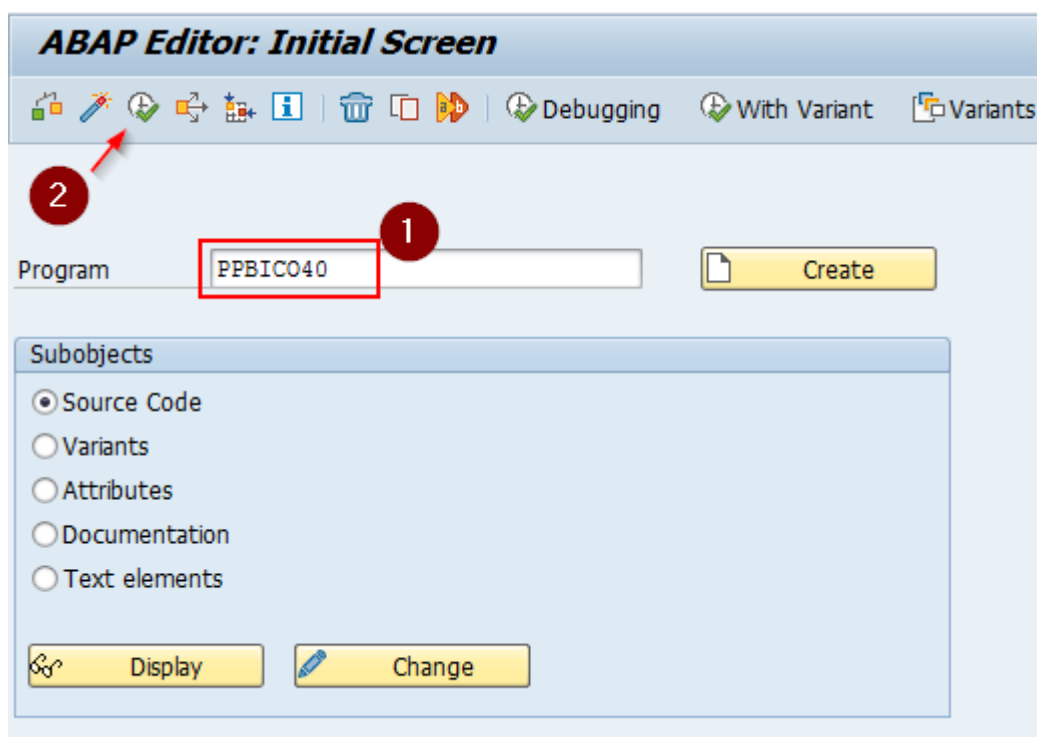 ABAP Editor: Initial Screen
Debugging With Variant Variants
2
1
Program PPBICO40 Create
Subobjects
Source Code
Variants
Attributes
Documentation
Text elements
Display Change